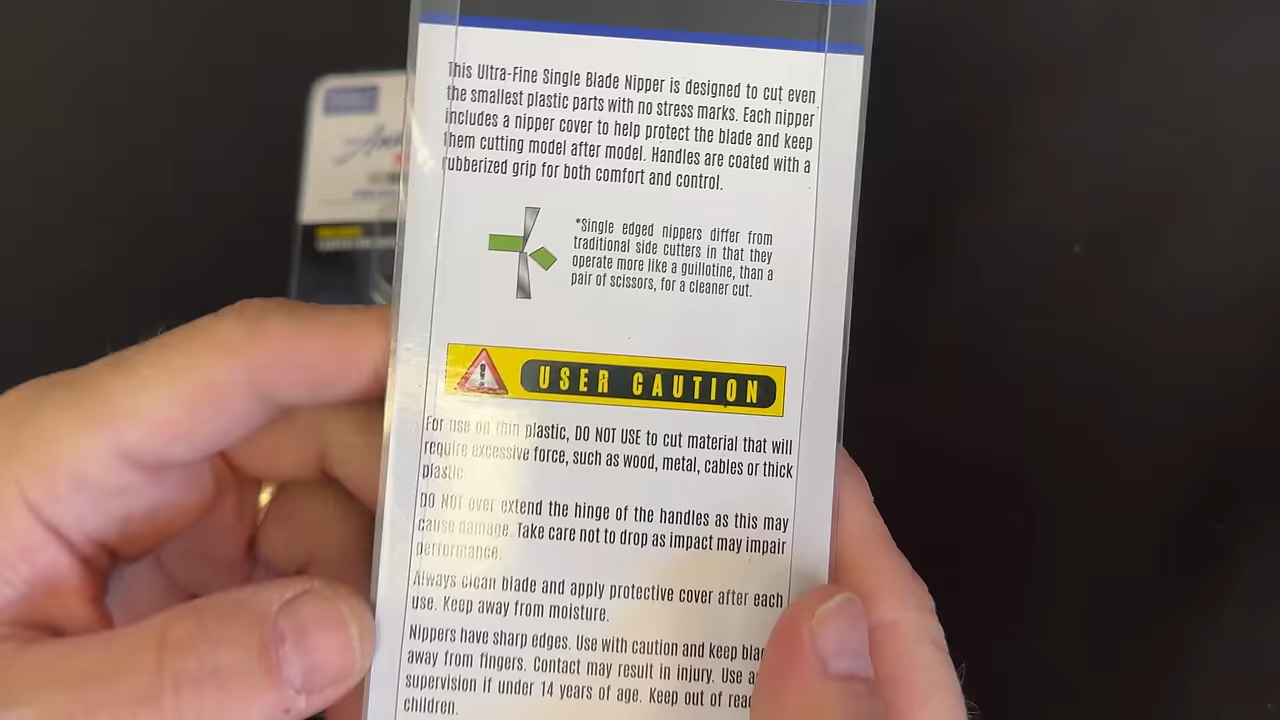 This Ultra-Fine Single Blade Nipper is designed to cut even
the smallest plastic parts with no stress marks. Each nipper
includes a nipper cover to help protect the blade and keep
them cutting model after model. Handles are coated with a
rubberized grip for both comfort and control.
*Single edged nippers differ from
traditional side cutters in that they
operate more like a guillotine, than a
pair of scissors, for a cleaner cut.
USER CAUTION
For use on thin plastic, DO NOT USE to cut material that will
require excessive force, such as wood, metal, cables or thick
plastic.
DO NOT over extend the hinge of the handles as this may
cause damage. Take care not to drop as impact may impair
performance.
Always clean blade and apply protective cover after each
use. Keep away from moisture.
Nippers have sharp edges. Use with caution and keep
away from fingers. Contact may result in injury. Use
supervision if under 14 years of age. Keep out of
children.